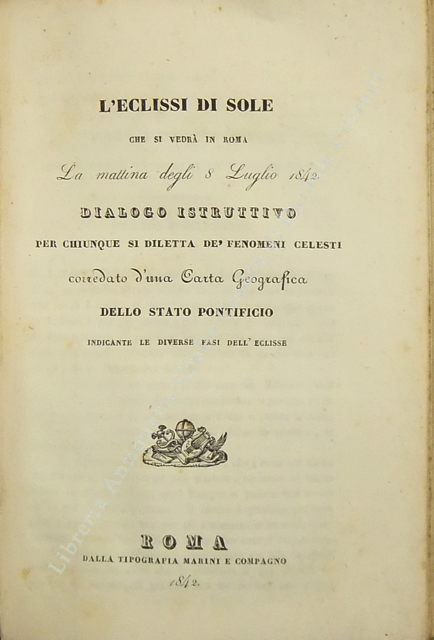 L'ECLISSI DI SOLE
CHE SI VEDRÀ IN ROMA
La mattina degli 8 Luglio 1842
DIALOGO ISTRUTTIVO
PER CHIUNQUE SI DILETTA DE' FENOMENI CELESTI
corredato d'una Carta Geografica
DELLO STATO PONTIFICIO
INDICANTE LE DIVERSE FASI DELL'ECLISSE
ROMA
DALLA TIPOGRAFIA MARINI E COMPAGNO
1842.
Libreria